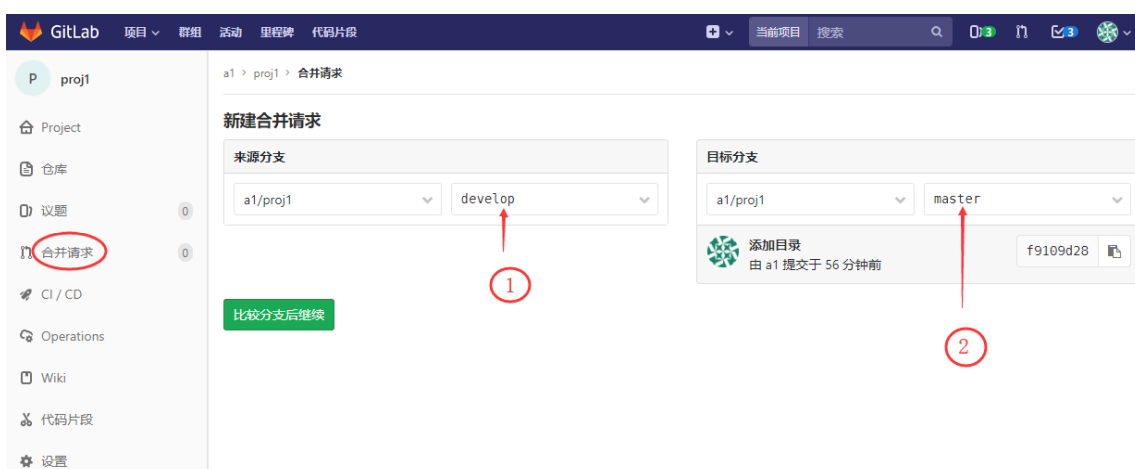 GitLab 项目 群组 活动 里程碑 代码片段 当前项目 搜索 3 3
P proj1
a1 > proj1 > 合并请求
新建合并请求
Project
仓库
议题 0
合并请求 0
CI / CD
Operations
Wiki
代码片段
设置
来源分支
a1/proj1 develop
1
比较分支后继续
目标分支
a1/proj1 master
添加目录
由 a1 提交于 56 分钟前
f9109d28
2